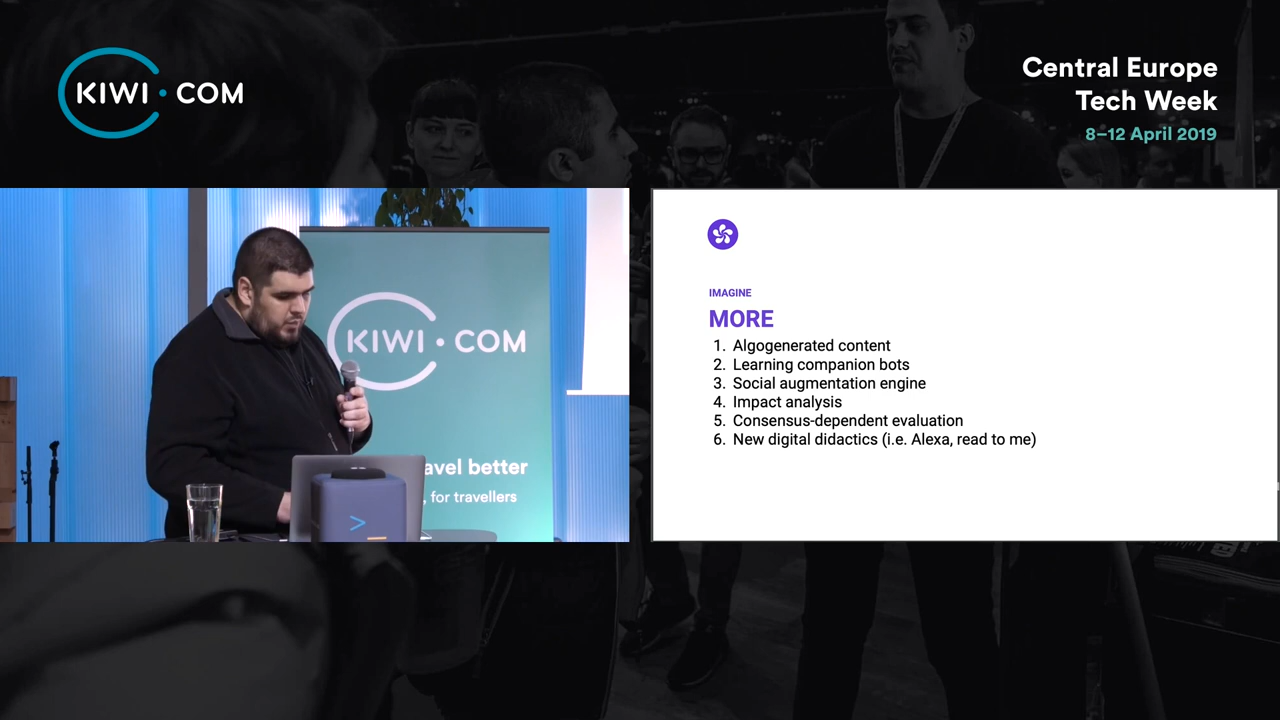 KIWI·COM
Central Europe
Tech Week
8–12 April 2019
KIWI·COM
avel better
, for travellers
>_
IMAGINE
MORE
1. Algogenerated content
2. Learning companion bots
3. Social augmentation engine
4. Impact analysis
5. Consensus-dependent evaluation
6. New digital didactics (i.e. Alexa, read to me)